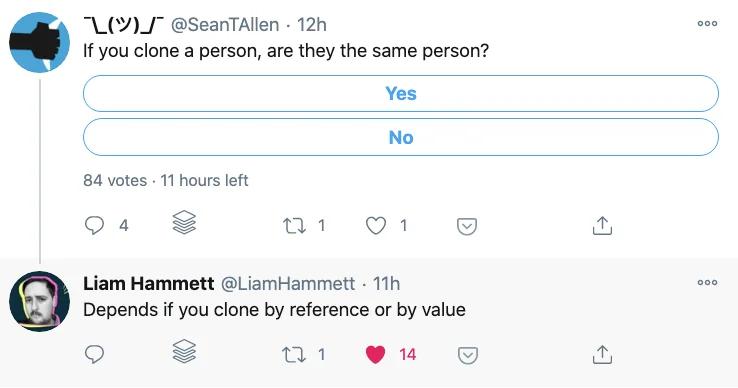 ¯\_(ツ)_/¯ @SeanTAllen · 12h
If you clone a person, are they the same person?
Yes
No
84 votes · 11 hours left
4 1 1
Liam Hammett @LiamHammett · 11h
Depends if you clone by reference or by value
1 14